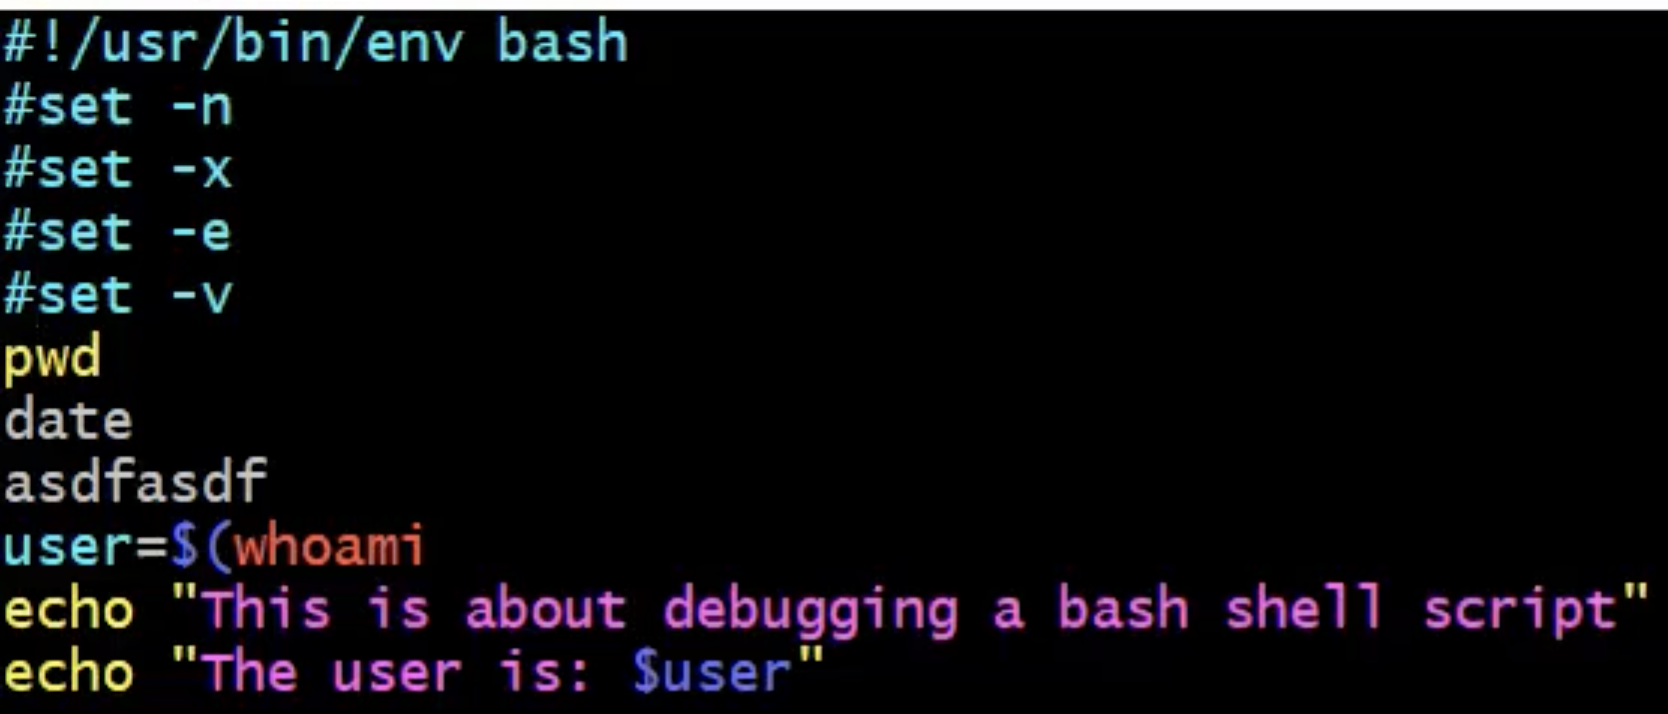 #!/usr/bin/env bash
#set -n
#set -x
#set -e
#set -v
pwd
date
asdfasdf
user=$(whoami
echo "This is about debugging a bash shell script"
echo "The user is: $user"